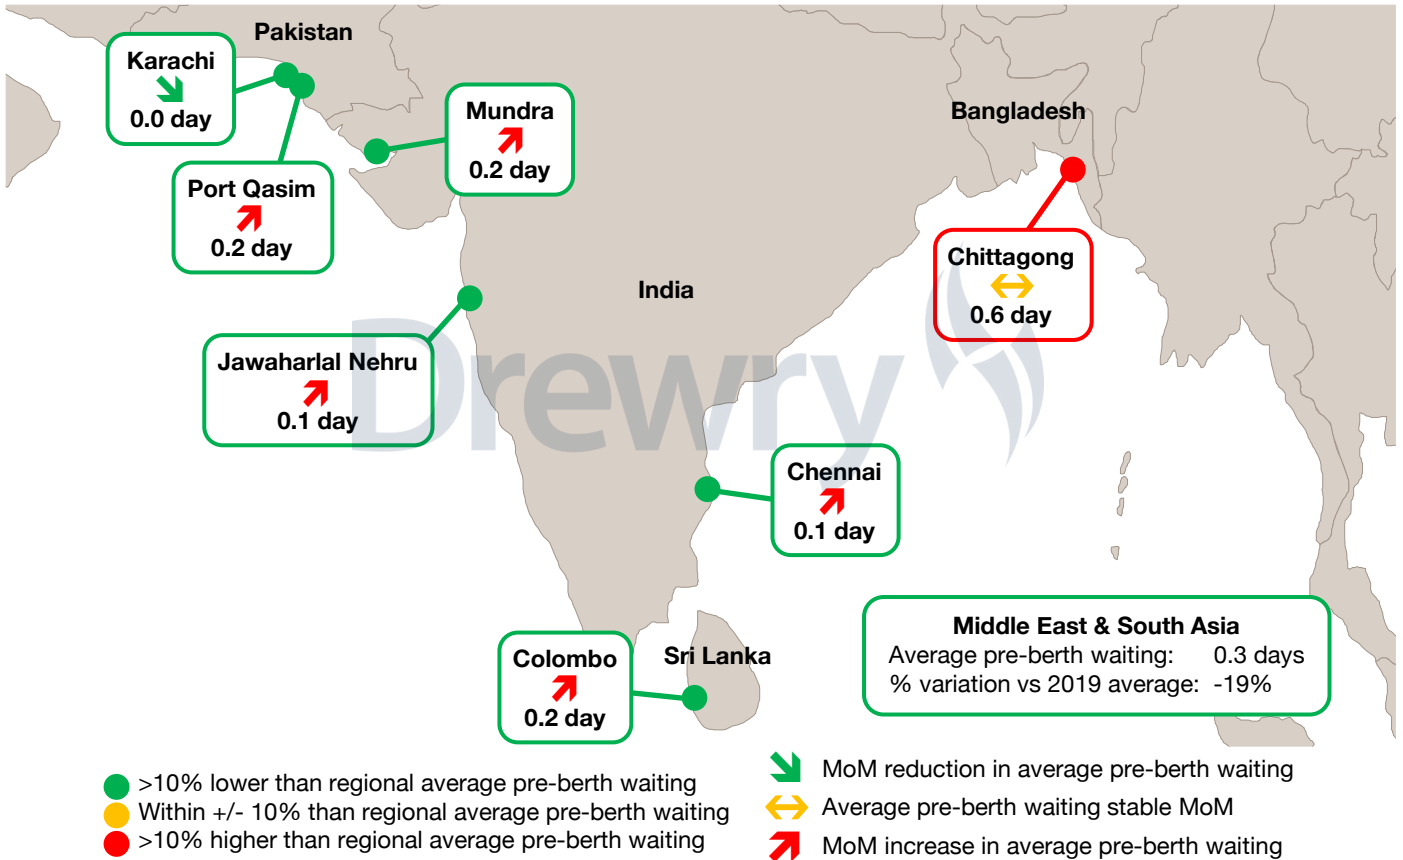 Pakistan
Karachi
0.0 day
Mundra
0.2 day
Bangladesh
Port Qasim
0.2 day
Chittagong
0.6 day
India
Jawaharlal Nehru
0.1 day
Drewry
Chennai
0.1 day
Colombo
0.2 day
Sri Lanka
Middle East & South Asia
Average pre-berth waiting: 0.3 days
% variation vs 2019 average: -19%
>10% lower than regional average pre-berth waiting
Within +/- 10% than regional average pre-berth waiting
>10% higher than regional average pre-berth waiting
MoM reduction in average pre-berth waiting
Average pre-berth waiting stable MoM
MoM increase in average pre-berth waiting